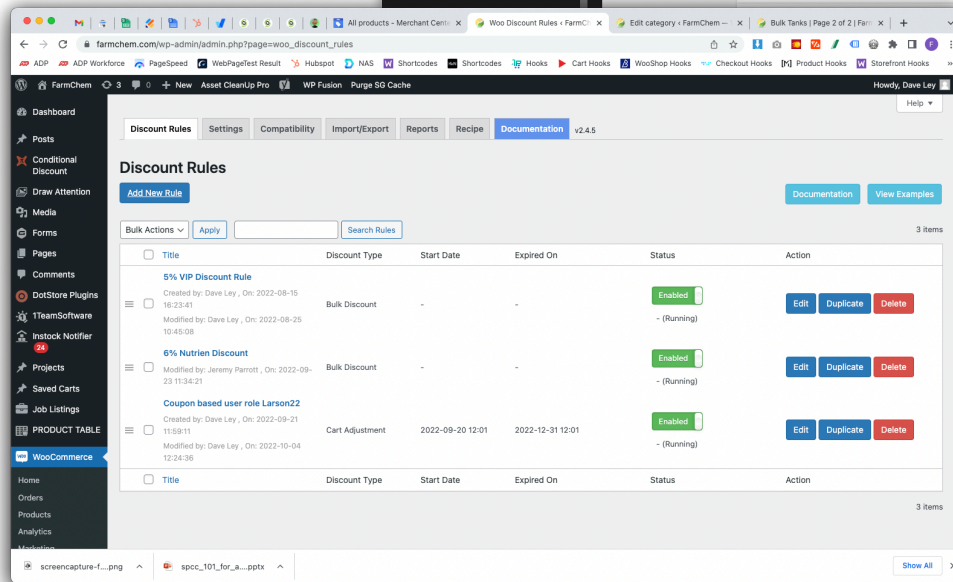 All products - Merchant Cente
Woo Discount Rules ‹ FarmCh
Edit category ‹ FarmChem —
Bulk Tanks | Page 2 of 2 | Farm
farmchem.com/wp-admin/admin.php?page=woo_discount_rules
ADP ADP Workforce PageSpeed WebPageTest Result Hubspot NAS Shortcodes Shortcodes Hooks Cart Hooks WooShop Hooks Checkout Hooks [M] Product Hooks Storefront Hooks
FarmChem 3 0 New Asset CleanUp Pro WP Fusion Purge SG Cache Howdy, Dave Ley
Help
Dashboard
Posts
Conditional
Discount
Draw Attention
Media
Forms
Pages
Comments
DotStore Plugins
1TeamSoftware
Instock Notifier
24
Projects
Saved Carts
Job Listings
PRODUCT TABLE
WooCommerce
Home
Orders
Products
Analytics
Marketing
Discount Rules Settings Compatibility Import/Export Reports Recipe Documentation v2.4.5
Discount Rules
Add New Rule Documentation View Examples
Bulk Actions Apply Search Rules 3 items
Title Discount Type Start Date Expired On Status Action
5% VIP Discount Rule
Created by: Dave Ley , On: 2022-08-15
16:23:41
Modified by: Dave Ley , On: 2022-08-25
10:45:08
Bulk Discount - - Enabled
- (Running)
Edit Duplicate Delete
6% Nutrien Discount
Modified by: Jeremy Parrott , On: 2022-09-
23 11:34:21
Bulk Discount - - Enabled
- (Running)
Edit Duplicate Delete
Coupon based user role Larson22
Created by: Dave Ley , On: 2022-09-21
11:59:11
Modified by: Dave Ley , On: 2022-10-04
12:24:36
Cart Adjustment 2022-09-20 12:01 2022-12-31 12:01 Enabled
- (Running)
Edit Duplicate Delete
Title Discount Type Start Date Expired On Status Action
3 items
screencapture-f....png spcc_101_for_a....pptx Show All